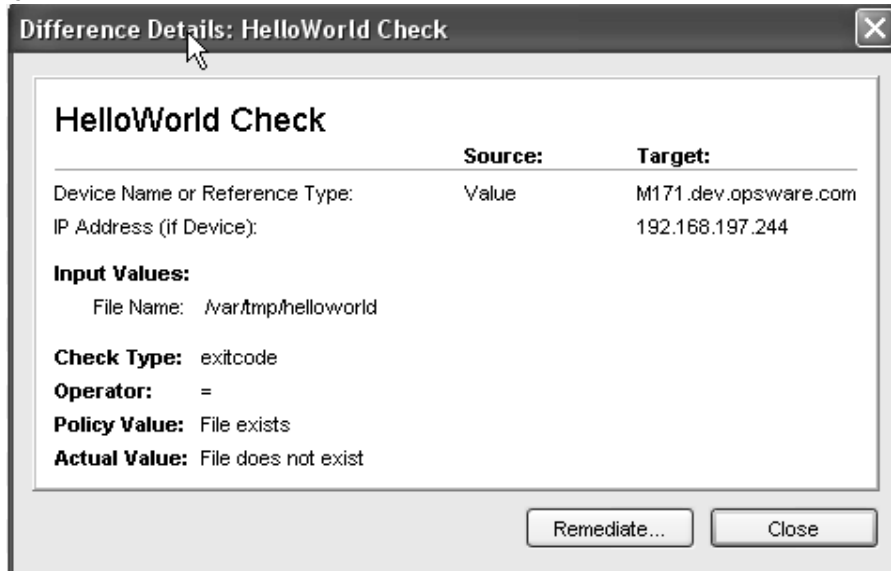 Difference Details: HelloWorld Check
HelloWorld Check
Source: Target:
Device Name or Reference Type: Value M171.dev.opsware.com
IP Address (if Device): 192.168.197.244
Input Values:
File Name: /var/tmp/helloworld
Check Type: exitcode
Operator: =
Policy Value: File exists
Actual Value: File does not exist
Remediate... Close